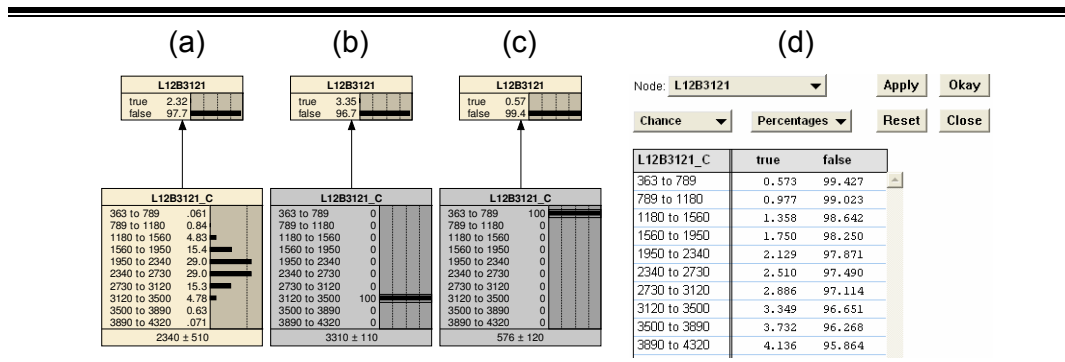 (a) (b) (c) (d)
L12B3121
true 2.32
false 97.7
L12B3121_C
363 to 789 .061
789 to 1180 0.84
1180 to 1560 4.83
1560 to 1950 15.4
1950 to 2340 29.0
2340 to 2730 29.0
2730 to 3120 15.3
3120 to 3500 4.78
3500 to 3890 0.63
3890 to 4320 .071
2340 ± 510
L12B3121
true 3.35
false 96.7
L12B3121_C
363 to 789 0
789 to 1180 0
1180 to 1560 0
1560 to 1950 0
1950 to 2340 0
2340 to 2730 0
2730 to 3120 0
3120 to 3500 100
3500 to 3890 0
3890 to 4320 0
3310 ± 110
L12B3121
true 0.57
false 99.4
L12B3121_C
363 to 789 100
789 to 1180 0
1180 to 1560 0
1560 to 1950 0
1950 to 2340 0
2340 to 2730 0
2730 to 3120 0
3120 to 3500 0
3500 to 3890 0
3890 to 4320 0
576 ± 120
Node: L12B3121 Apply Okay
Chance Percentages Reset Close
L12B3121_C true false
363 to 789 0.573 99.427
789 to 1180 0.977 99.023
1180 to 1560 1.358 98.642
1560 to 1950 1.750 98.250
1950 to 2340 2.129 97.871
2340 to 2730 2.510 97.490
2730 to 3120 2.886 97.114
3120 to 3500 3.349 96.651
3500 to 3890 3.732 96.268
3890 to 4320 4.136 95.864